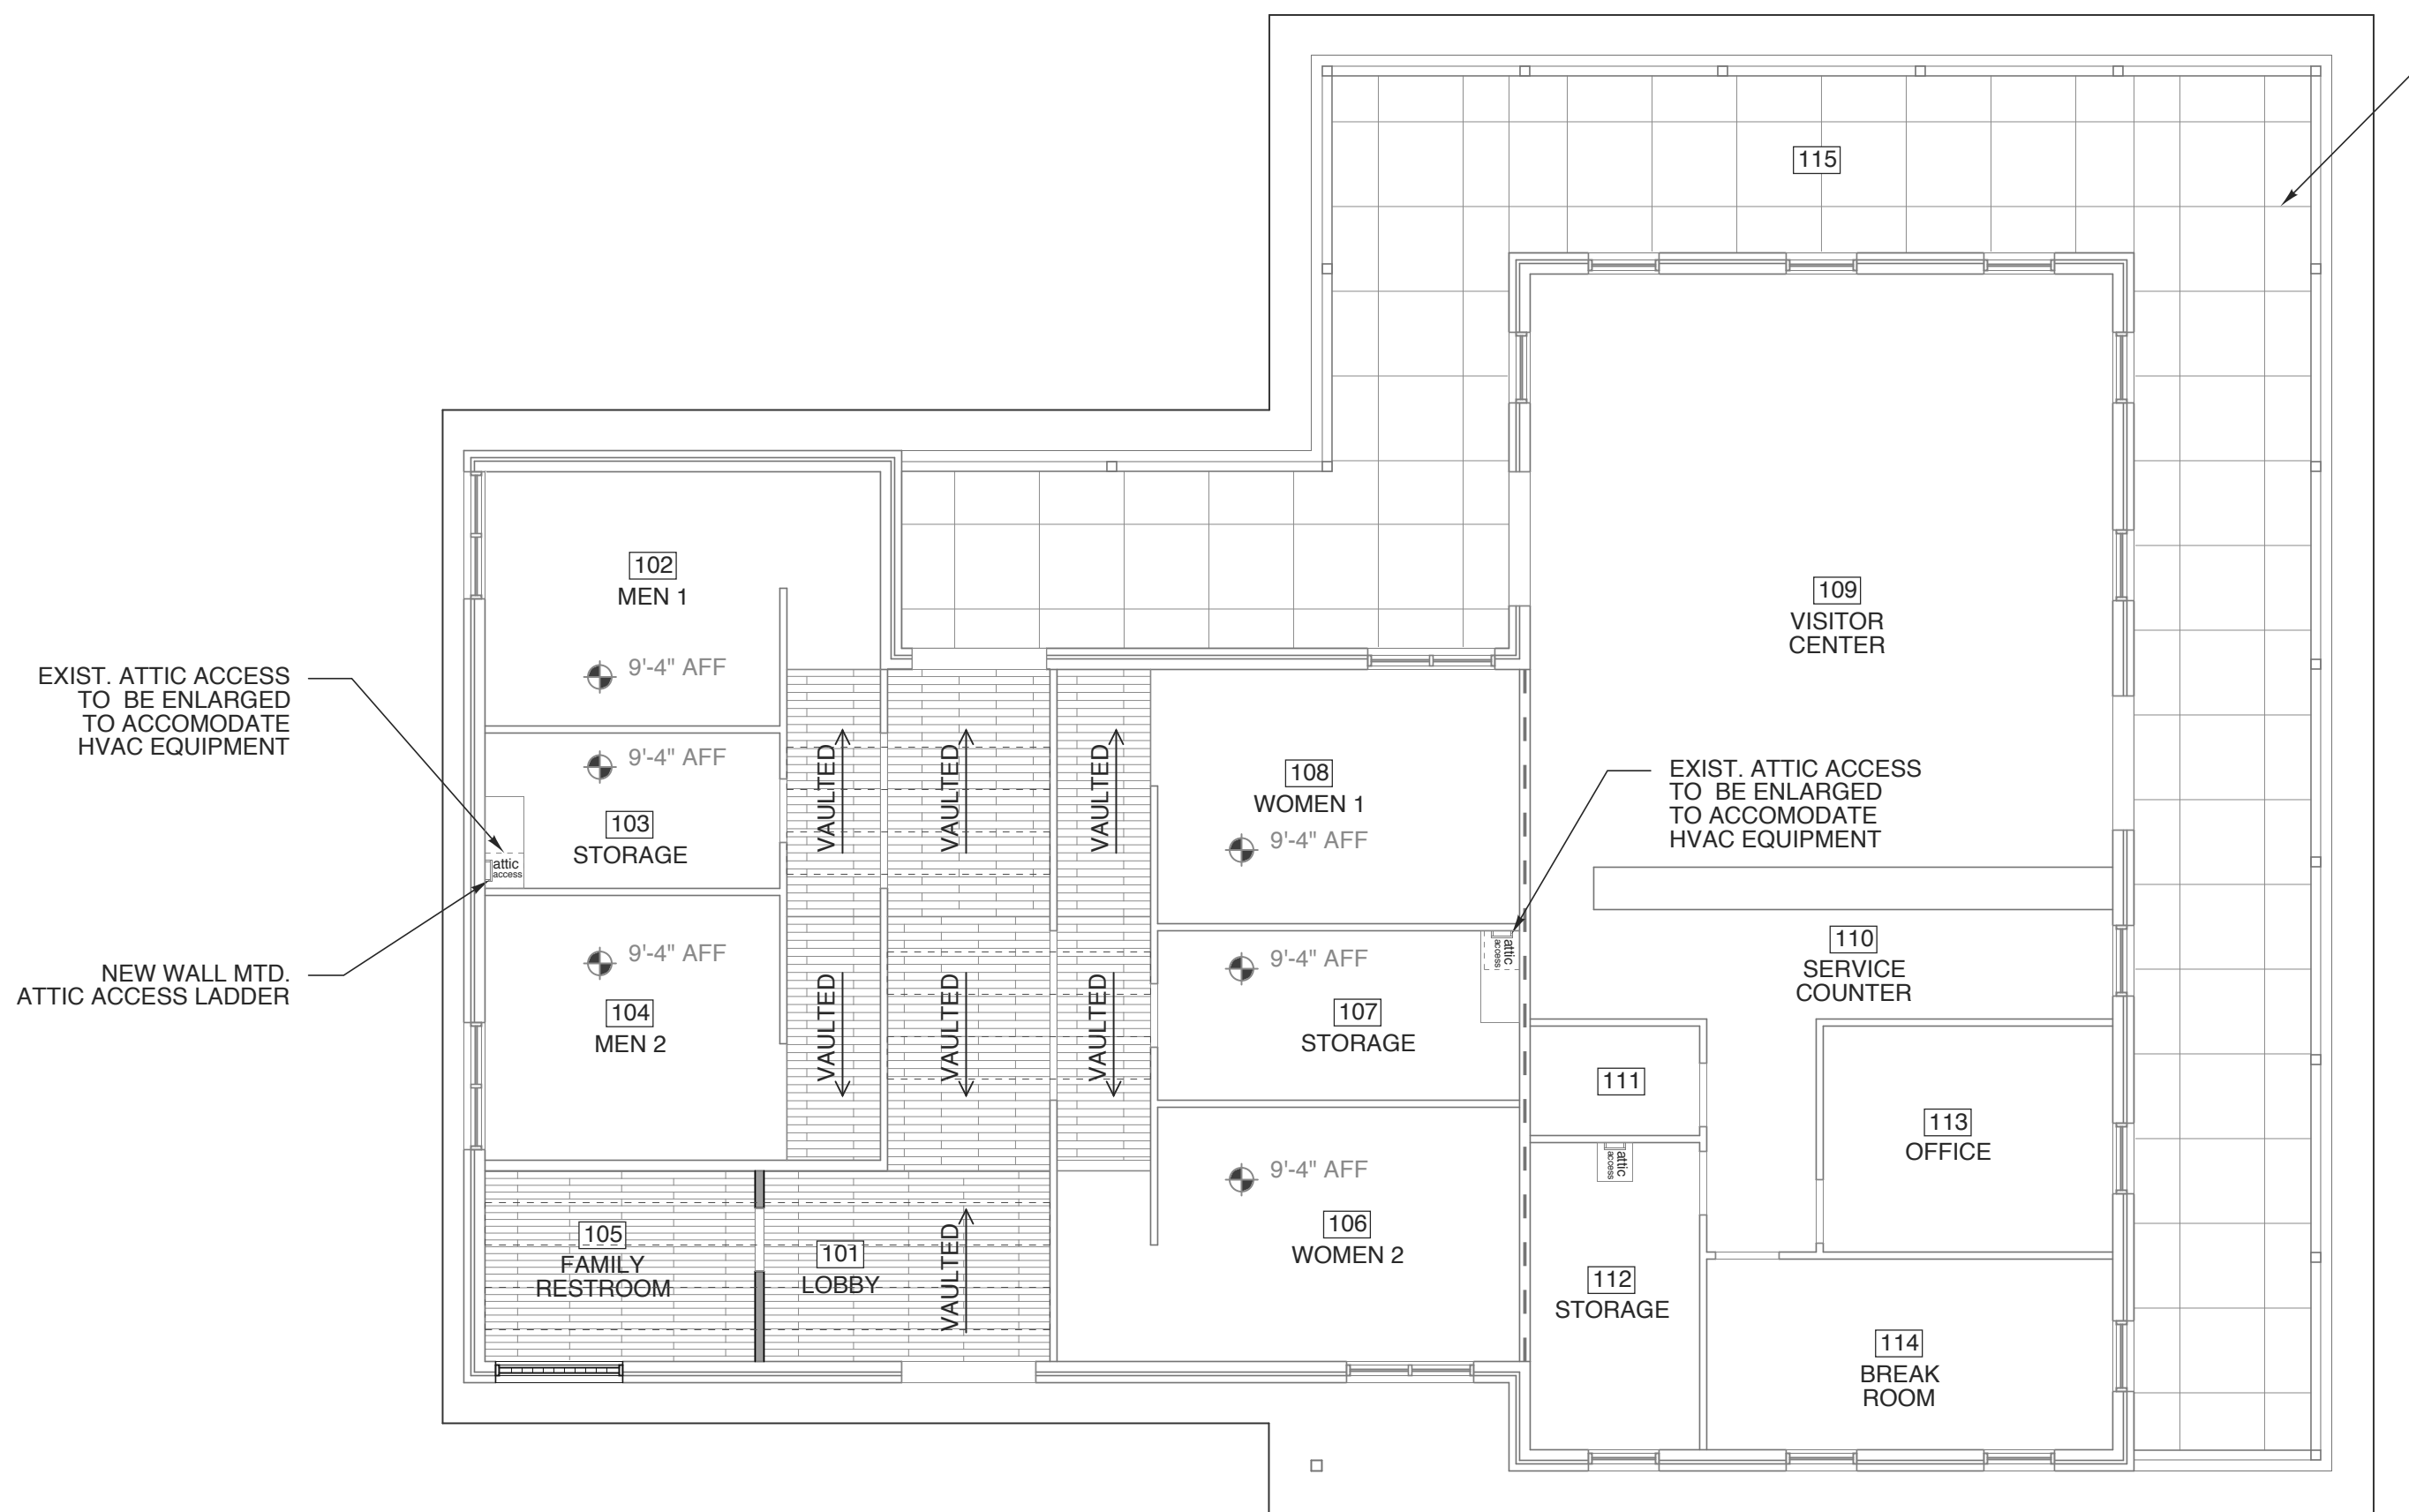 115
102
MEN 1
9'-4" AFF
109
VISITOR
CENTER
EXIST. ATTIC ACCESS
TO  BE ENLARGED
TO ACCOMODATE
HVAC EQUIPMENT
9'-4" AFF
103
STORAGE
attic
access
VAULTED
VAULTED
VAULTED
108
WOMEN 1
9'-4" AFF
EXIST. ATTIC ACCESS
TO  BE ENLARGED
TO ACCOMODATE
HVAC EQUIPMENT
NEW WALL MTD.
ATTIC ACCESS LADDER
9'-4" AFF
104
MEN 2
VAULTED
VAULTED
VAULTED
9'-4" AFF
107
STORAGE
attic
access
110
SERVICE
COUNTER
111
113
OFFICE
attic
access
9'-4" AFF
106
WOMEN 2
105
FAMILY
RESTROOM
101
LOBBY
VAULTED
112
STORAGE
114
BREAK
ROOM